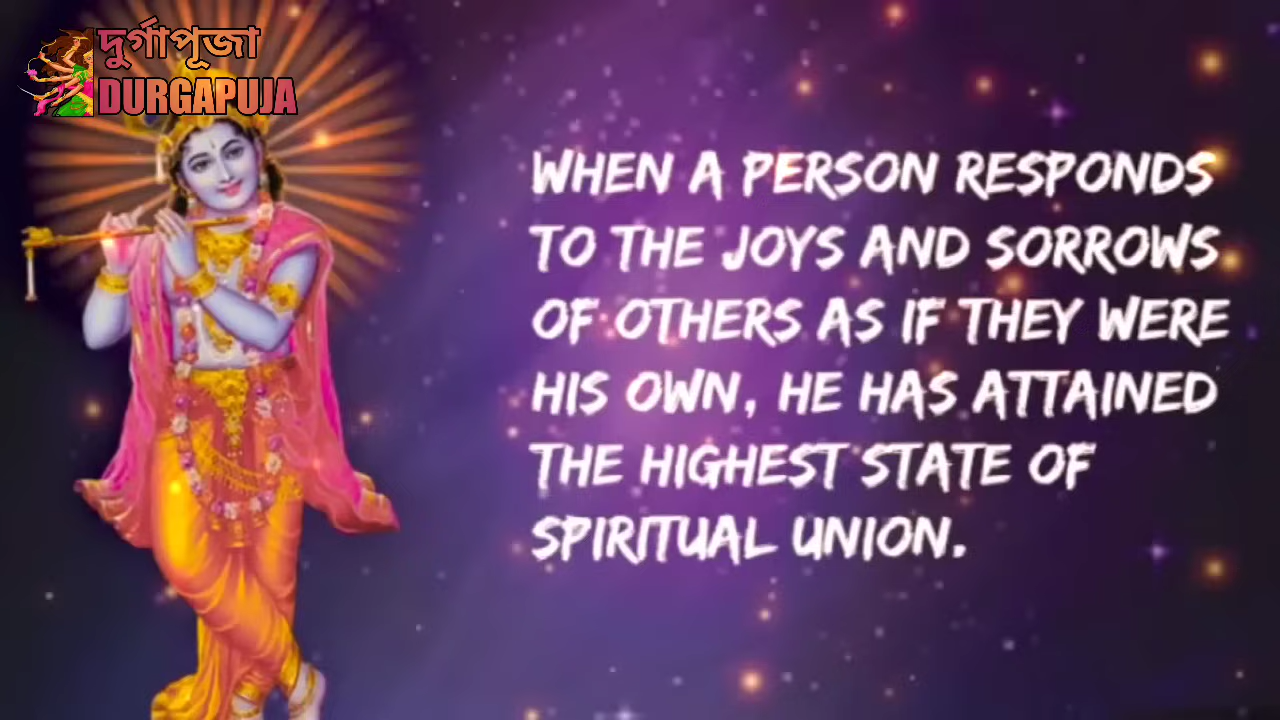 দুর্গাপূজা
DURGAPUJA
WHEN A PERSON RESPONDS
TO THE JOYS AND SORROWS
OF OTHERS AS IF THEY WERE
HIS OWN, HE HAS ATTAINED
THE HIGHEST STATE OF
SPIRITUAL UNION.